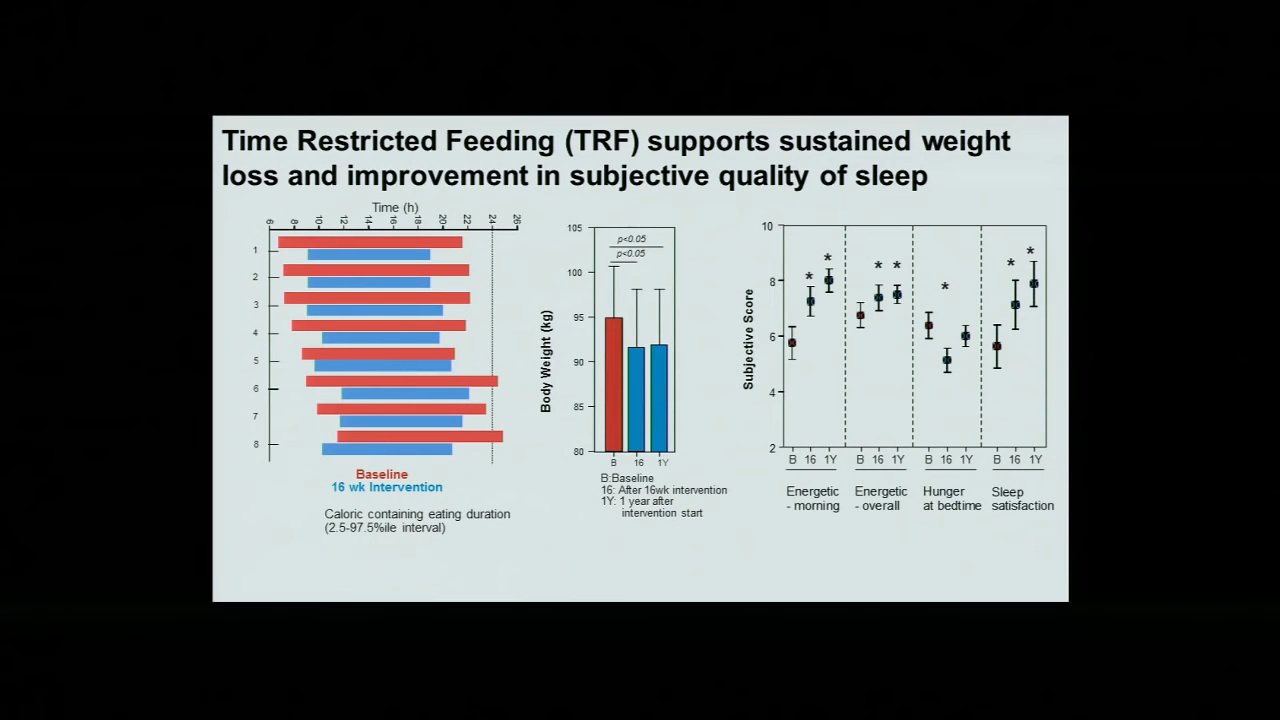 Time Restricted Feeding (TRF) supports sustained weight
loss and improvement in subjective quality of sleep
Time (h)
6 8 10 12 14 16 18 20 22 24 26
1
2
3
4
5
6
7
8
Baseline
16 wk Intervention
Caloric containing eating duration
(2.5-97.5%ile interval)
Body Weight (kg)
105
100
95
90
85
80
p<0.05
p<0.05
B 16 1Y
B:Baseline
16: After 16wk intervention
1Y: 1 year after
intervention start
Subjective Score
10
8
6
4
2
* * * * * * *
B 16 1Y B 16 1Y B 16 1Y B 16 1Y
Energetic
- morning
Energetic
- overall
Hunger
at bedtime
Sleep
satisfaction